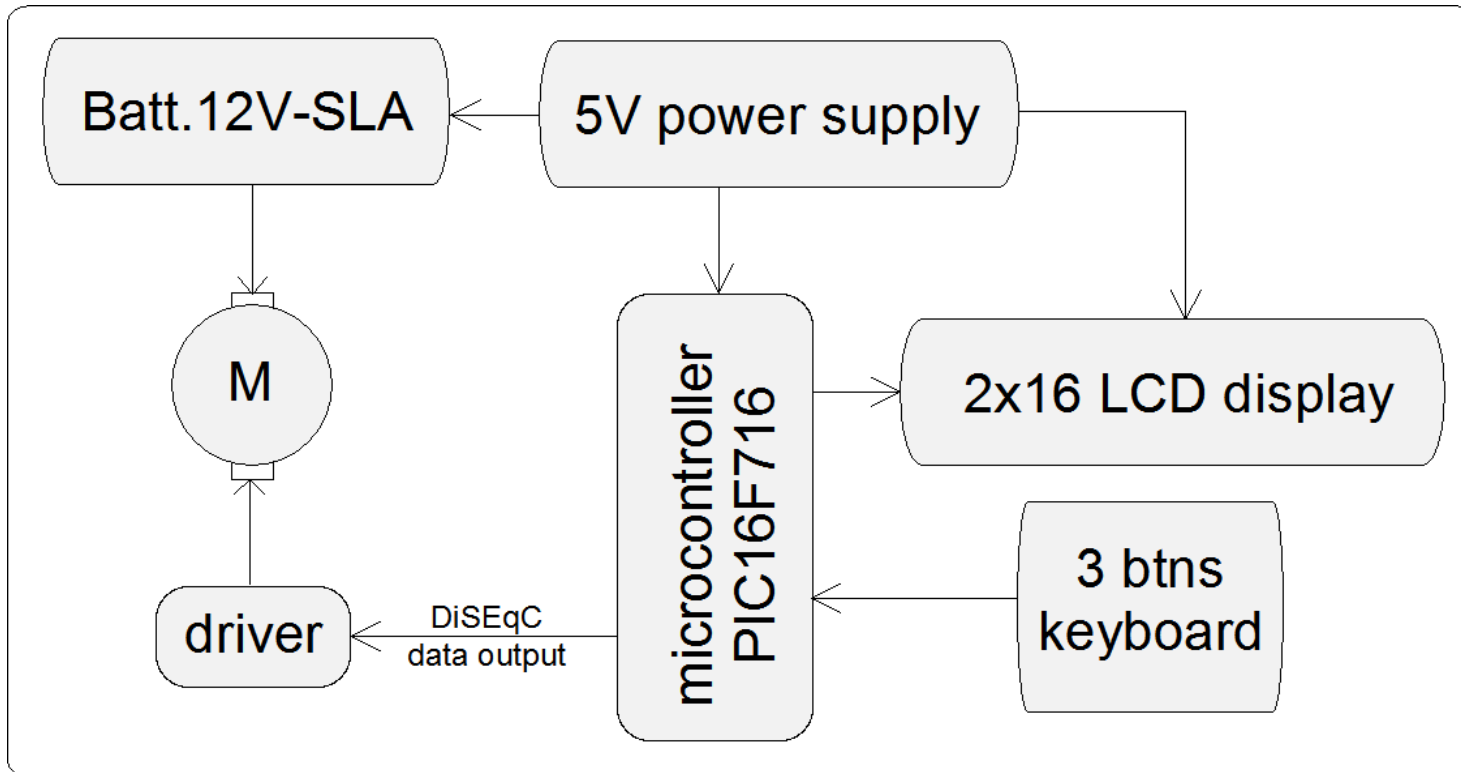 Batt.12V-SLA
5V power supply
M
microcontroller
PIC16F716
2x16 LCD display
3 btns
keyboard
driver
DiSEqC
data output